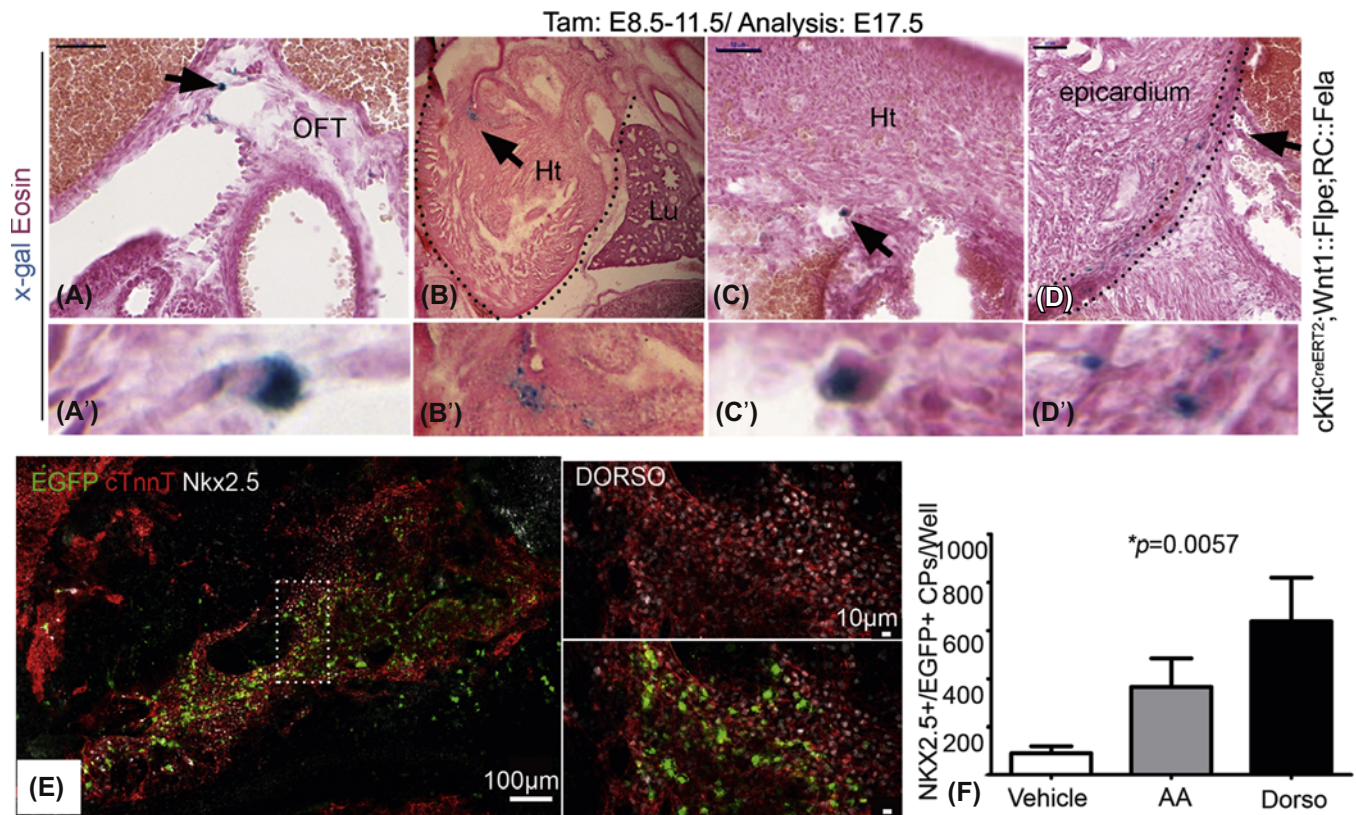 Tam: E8.5-11.5/ Analysis: E17.5
x-gal Eosin
OFT
(A)
Ht
Lu
(B)
Ht
(C)
epicardium
(D)
(A')
(B')
(C')
(D')
cKitCreERT2;Wnt1::Flpe;RC::Fela
EGFP cTnnT Nkx2.5
100µm
(E)
DORSO
10µm
NKX2.5+/EGFP+ CPs/Well
1000
800
600
400
200
*p=0.0057
Vehicle
AA
Dorso
(F)